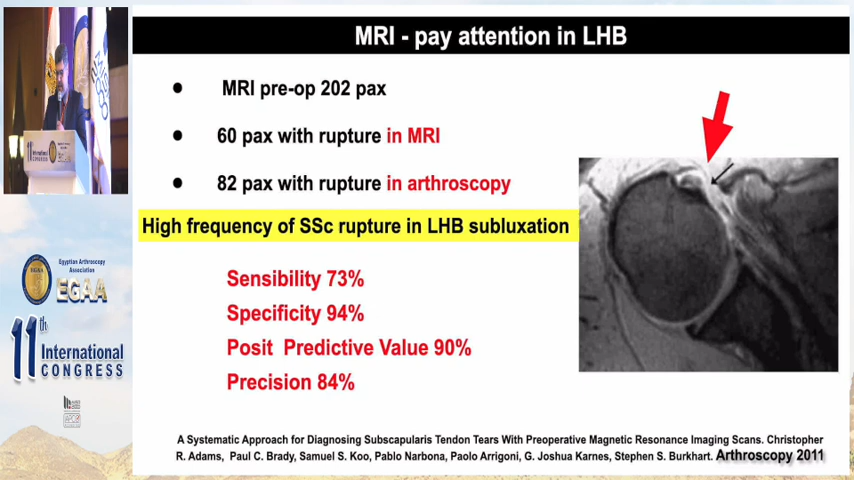 MRI - pay attention in LHB
MRI pre-op 202 pax
60 pax with rupture in MRI
82 pax with rupture in arthroscopy
High frequency of SSc rupture in LHB subluxation
Sensibility 73%
Specificity 94%
Posit Predictive Value 90%
Precision 84%
A Systematic Approach for Diagnosing Subscapularis Tendon Tears With Preoperative Magnetic Resonance Imaging Scans. Christopher
R. Adams, Paul C. Brady, Samuel S. Koo, Pablo Narbona, Paolo Arrigoni, G. Joshua Karnes, Stephen S. Burkhart. Arthroscopy 2011
Egyptian Arthroscopy
Association
EGAA
11th
International
CONGRESS
11th International
CONGRESS